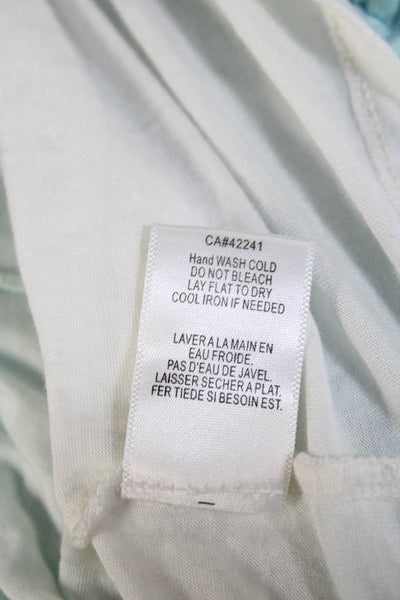 CA#42241
Hand WASH COLD
DO NOT BLEACH
LAY FLAT TO DRY
COOL IRON IF NEEDED
LAVER A LA MAIN EN
EAU FROIDE.
PAS D'EAU DE JAVEL.
LAISSER SECHER A PLAT.
FER TIEDE SI BESOIN EST.